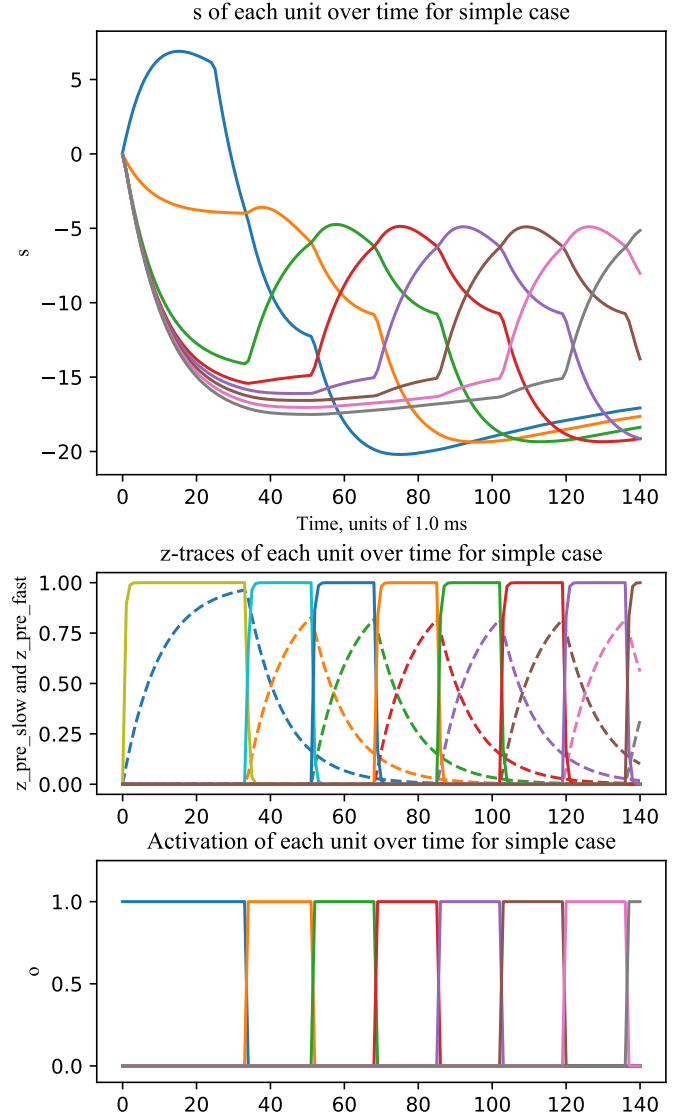 s of each unit over time for simple case
5
0
−5
−10
−15
−20
s
0 20 40 60 80 100 120 140
Time, units of 1.0 ms
z-traces of each unit over time for simple case
1.00
0.75
0.50
0.25
0.00
z_pre_slow and z_pre_fast
0 20 40 60 80 100 120 140
Activation of each unit over time for simple case
1.0
0.5
0.0
o
0 20 40 60 80 100 120 140